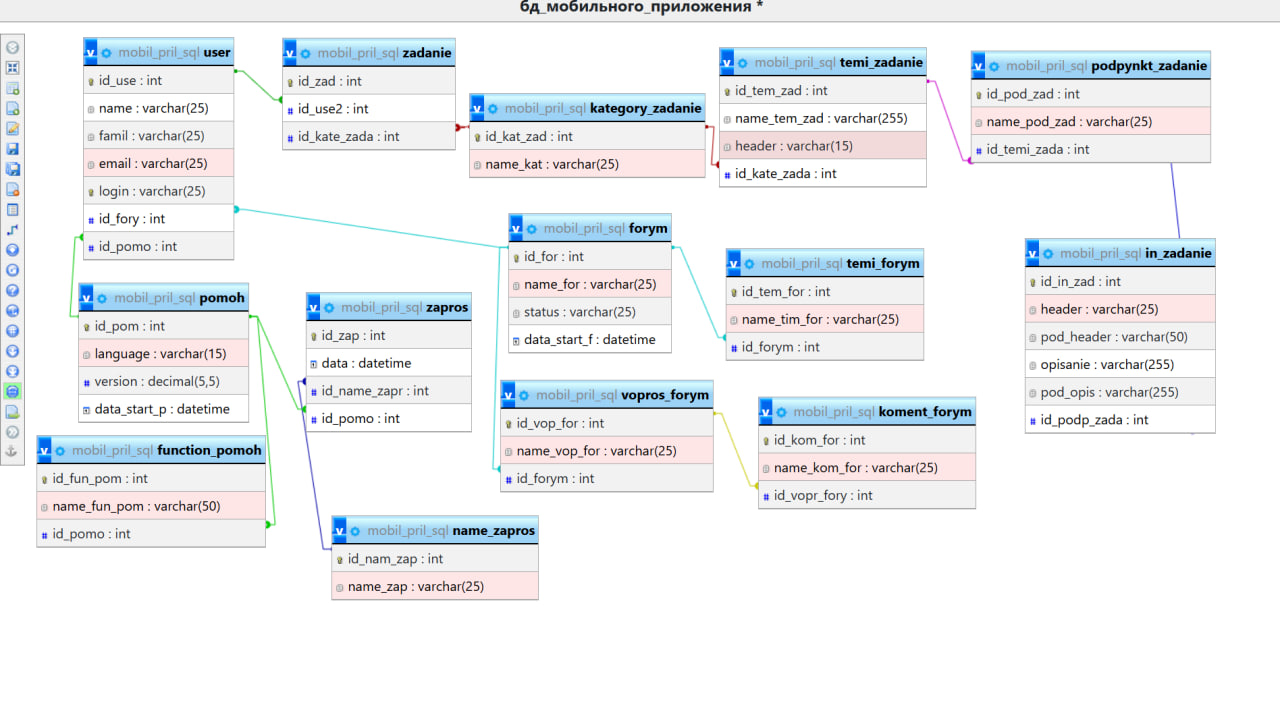 бд_мобильного_приложения *
mobil_pril_sql user
id_use : int
name : varchar(25)
famil : varchar(25)
email : varchar(25)
login : varchar(25)
id_fory : int
id_pomo : int
mobil_pril_sql zadanie
id_zad : int
id_use2 : int
id_kate_zada : int
mobil_pril_sql kategory_zadanie
id_kat_zad : int
name_kat : varchar(25)
mobil_pril_sql temi_zadanie
id_tem_zad : int
name_tem_zad : varchar(255)
header : varchar(15)
id_kate_zada : int
mobil_pril_sql podpynkt_zadanie
id_pod_zad : int
name_pod_zad : varchar(25)
id_temi_zada : int
mobil_pril_sql forym
id_for : int
name_for : varchar(25)
status : varchar(25)
data_start_f : datetime
mobil_pril_sql temi_forym
id_tem_for : int
name_tim_for : varchar(25)
id_forym : int
mobil_pril_sql in_zadanie
id_in_zad : int
header : varchar(25)
pod_header : varchar(50)
opisanie : varchar(255)
pod_opis : varchar(255)
id_podp_zada : int
mobil_pril_sql pomoh
id_pom : int
language : varchar(15)
version : decimal(5,5)
data_start_p : datetime
mobil_pril_sql zapros
id_zap : int
data : datetime
id_name_zapr : int
id_pomo : int
mobil_pril_sql vopros_forym
id_vop_for : int
name_vop_for : varchar(25)
id_forym : int
mobil_pril_sql koment_forym
id_kom_for : int
name_kom_for : varchar(25)
id_vopr_fory : int
mobil_pril_sql function_pomoh
id_fun_pom : int
name_fun_pom : varchar(50)
id_pomo : int
mobil_pril_sql name_zapros
id_nam_zap : int
name_zap : varchar(25)